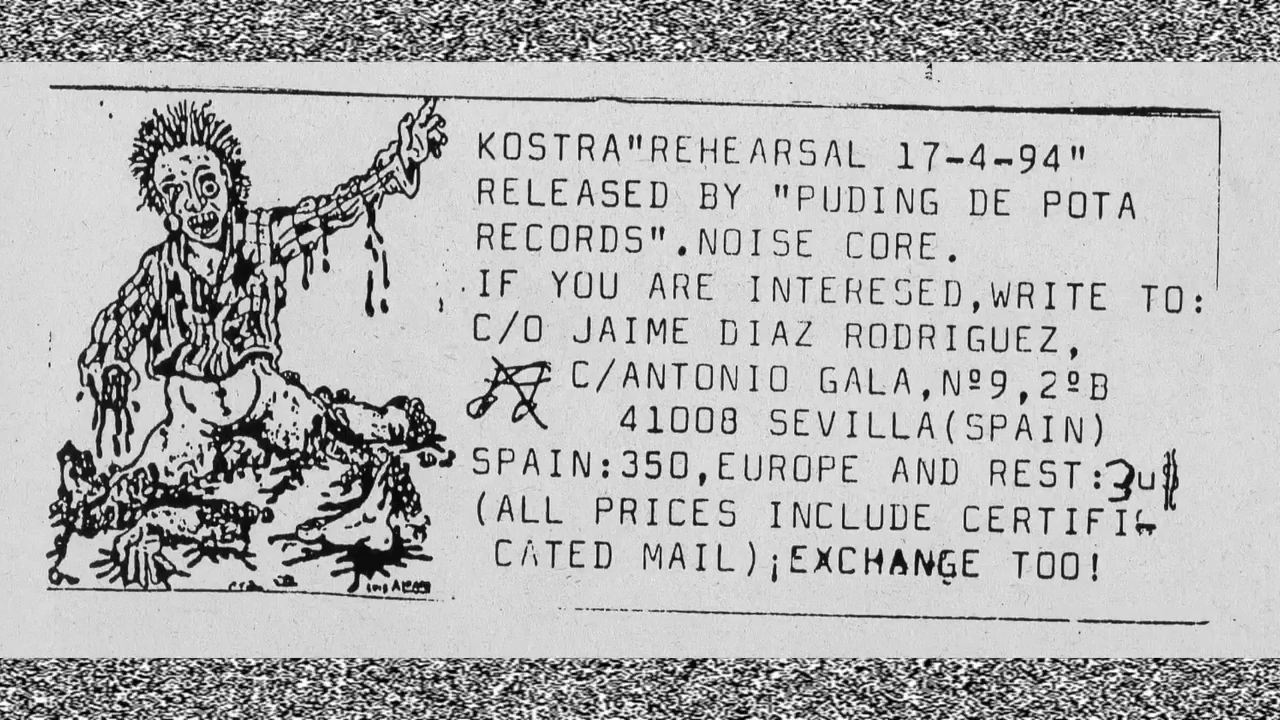 KOSTRA"REHEARSAL 17-4-94"
RELEASED BY "PUDING DE POTA
RECORDS".NOISE CORE.
IF YOU ARE INTERESED,WRITE TO:
C/O JAIME DIAZ RODRIGUEZ,
C/ANTONIO GALA,Nº9,2ºB
41008 SEVILLA(SPAIN)
SPAIN:350,EUROPE AND REST:3u$
(ALL PRICES INCLUDE CERTIFI-
CATED MAIL)¡EXCHANGE TOO!